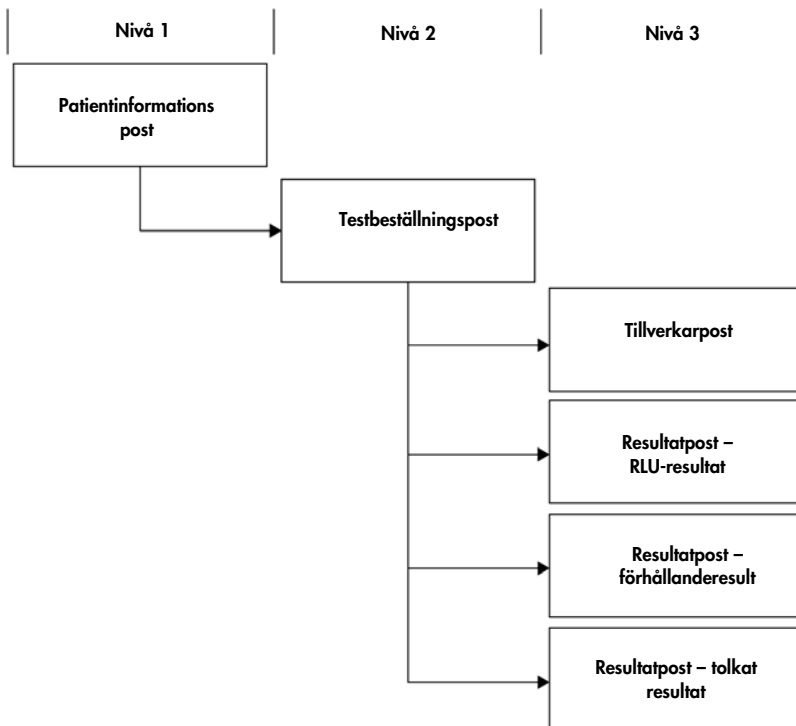 Nivå 1
Nivå 2
Nivå 3
Patientinformations
post
Testbeställningspost
Tillverkarpost
Resultatpost –
RLU-resultat
Resultatpost –
förhållanderesult
Resultatpost – tolkat
resultat